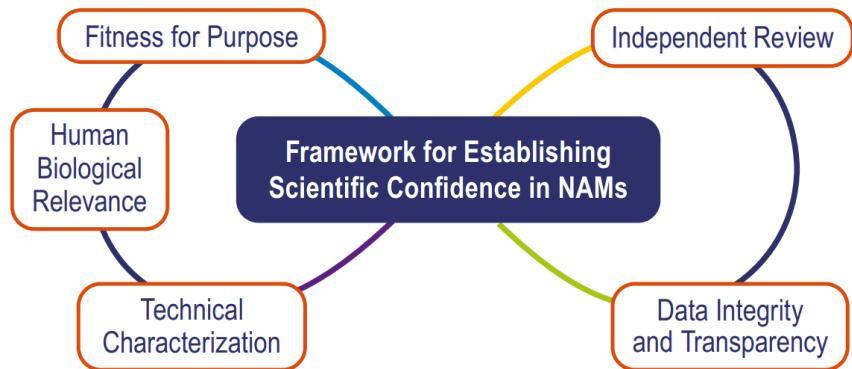 Fitness for Purpose
Independent Review
Human
Biological
Relevance
Framework for Establishing
Scientific Confidence in NAMs
Technical
Characterization
Data Integrity
and Transparency